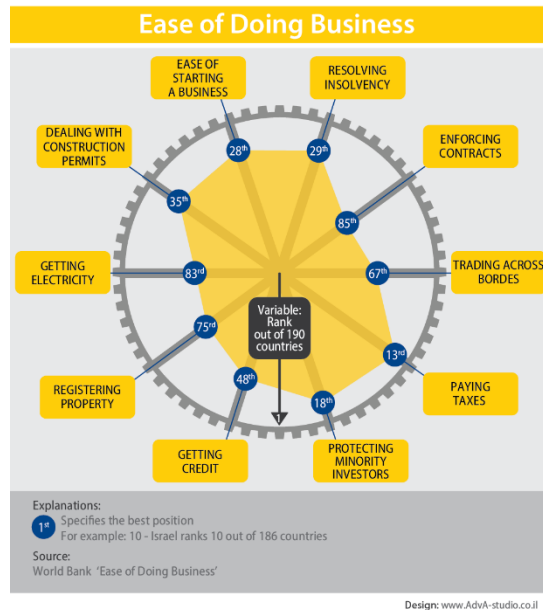 Ease of Doing Business
EASE OF
STARTING
A BUSINESS
RESOLVING
INSOLVENCY
DEALING WITH
CONSTRUCTION
PERMITS
ENFORCING
CONTRACTS
28th
29th
35th
85th
GETTING
ELECTRICITY
83rd
67th
TRADING ACROSS
BORDES
Variable:
Rank
out of 190
countries
75th
13rd
48th
18th
1
REGISTERING
PROPERTY
PAYING
TAXES
GETTING
CREDIT
PROTECTING
MINORITY
INVESTORS
Explanations:
1st
Specifies the best position
For example: 10 - Israel ranks 10 out of 186 countries
Source:
World Bank 'Ease of Doing Business'
Design: www.AdvA-studio.co.il